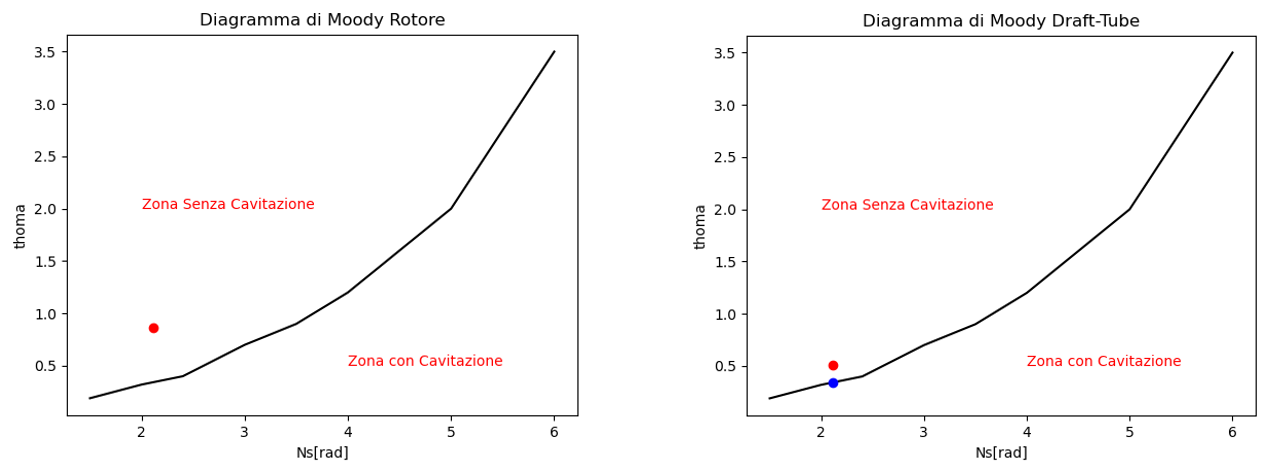 Diagramma di Moody Rotore
3.5
3.0
2.5
2.0
1.5
1.0
0.5
thoma
Zona Senza Cavitazione
Zona con Cavitazione
2 3 4 5 6
Ns[rad]
Diagramma di Moody Draft-Tube
3.5
3.0
2.5
2.0
1.5
1.0
0.5
thoma
Zona Senza Cavitazione
Zona con Cavitazione
2 3 4 5 6
Ns[rad]